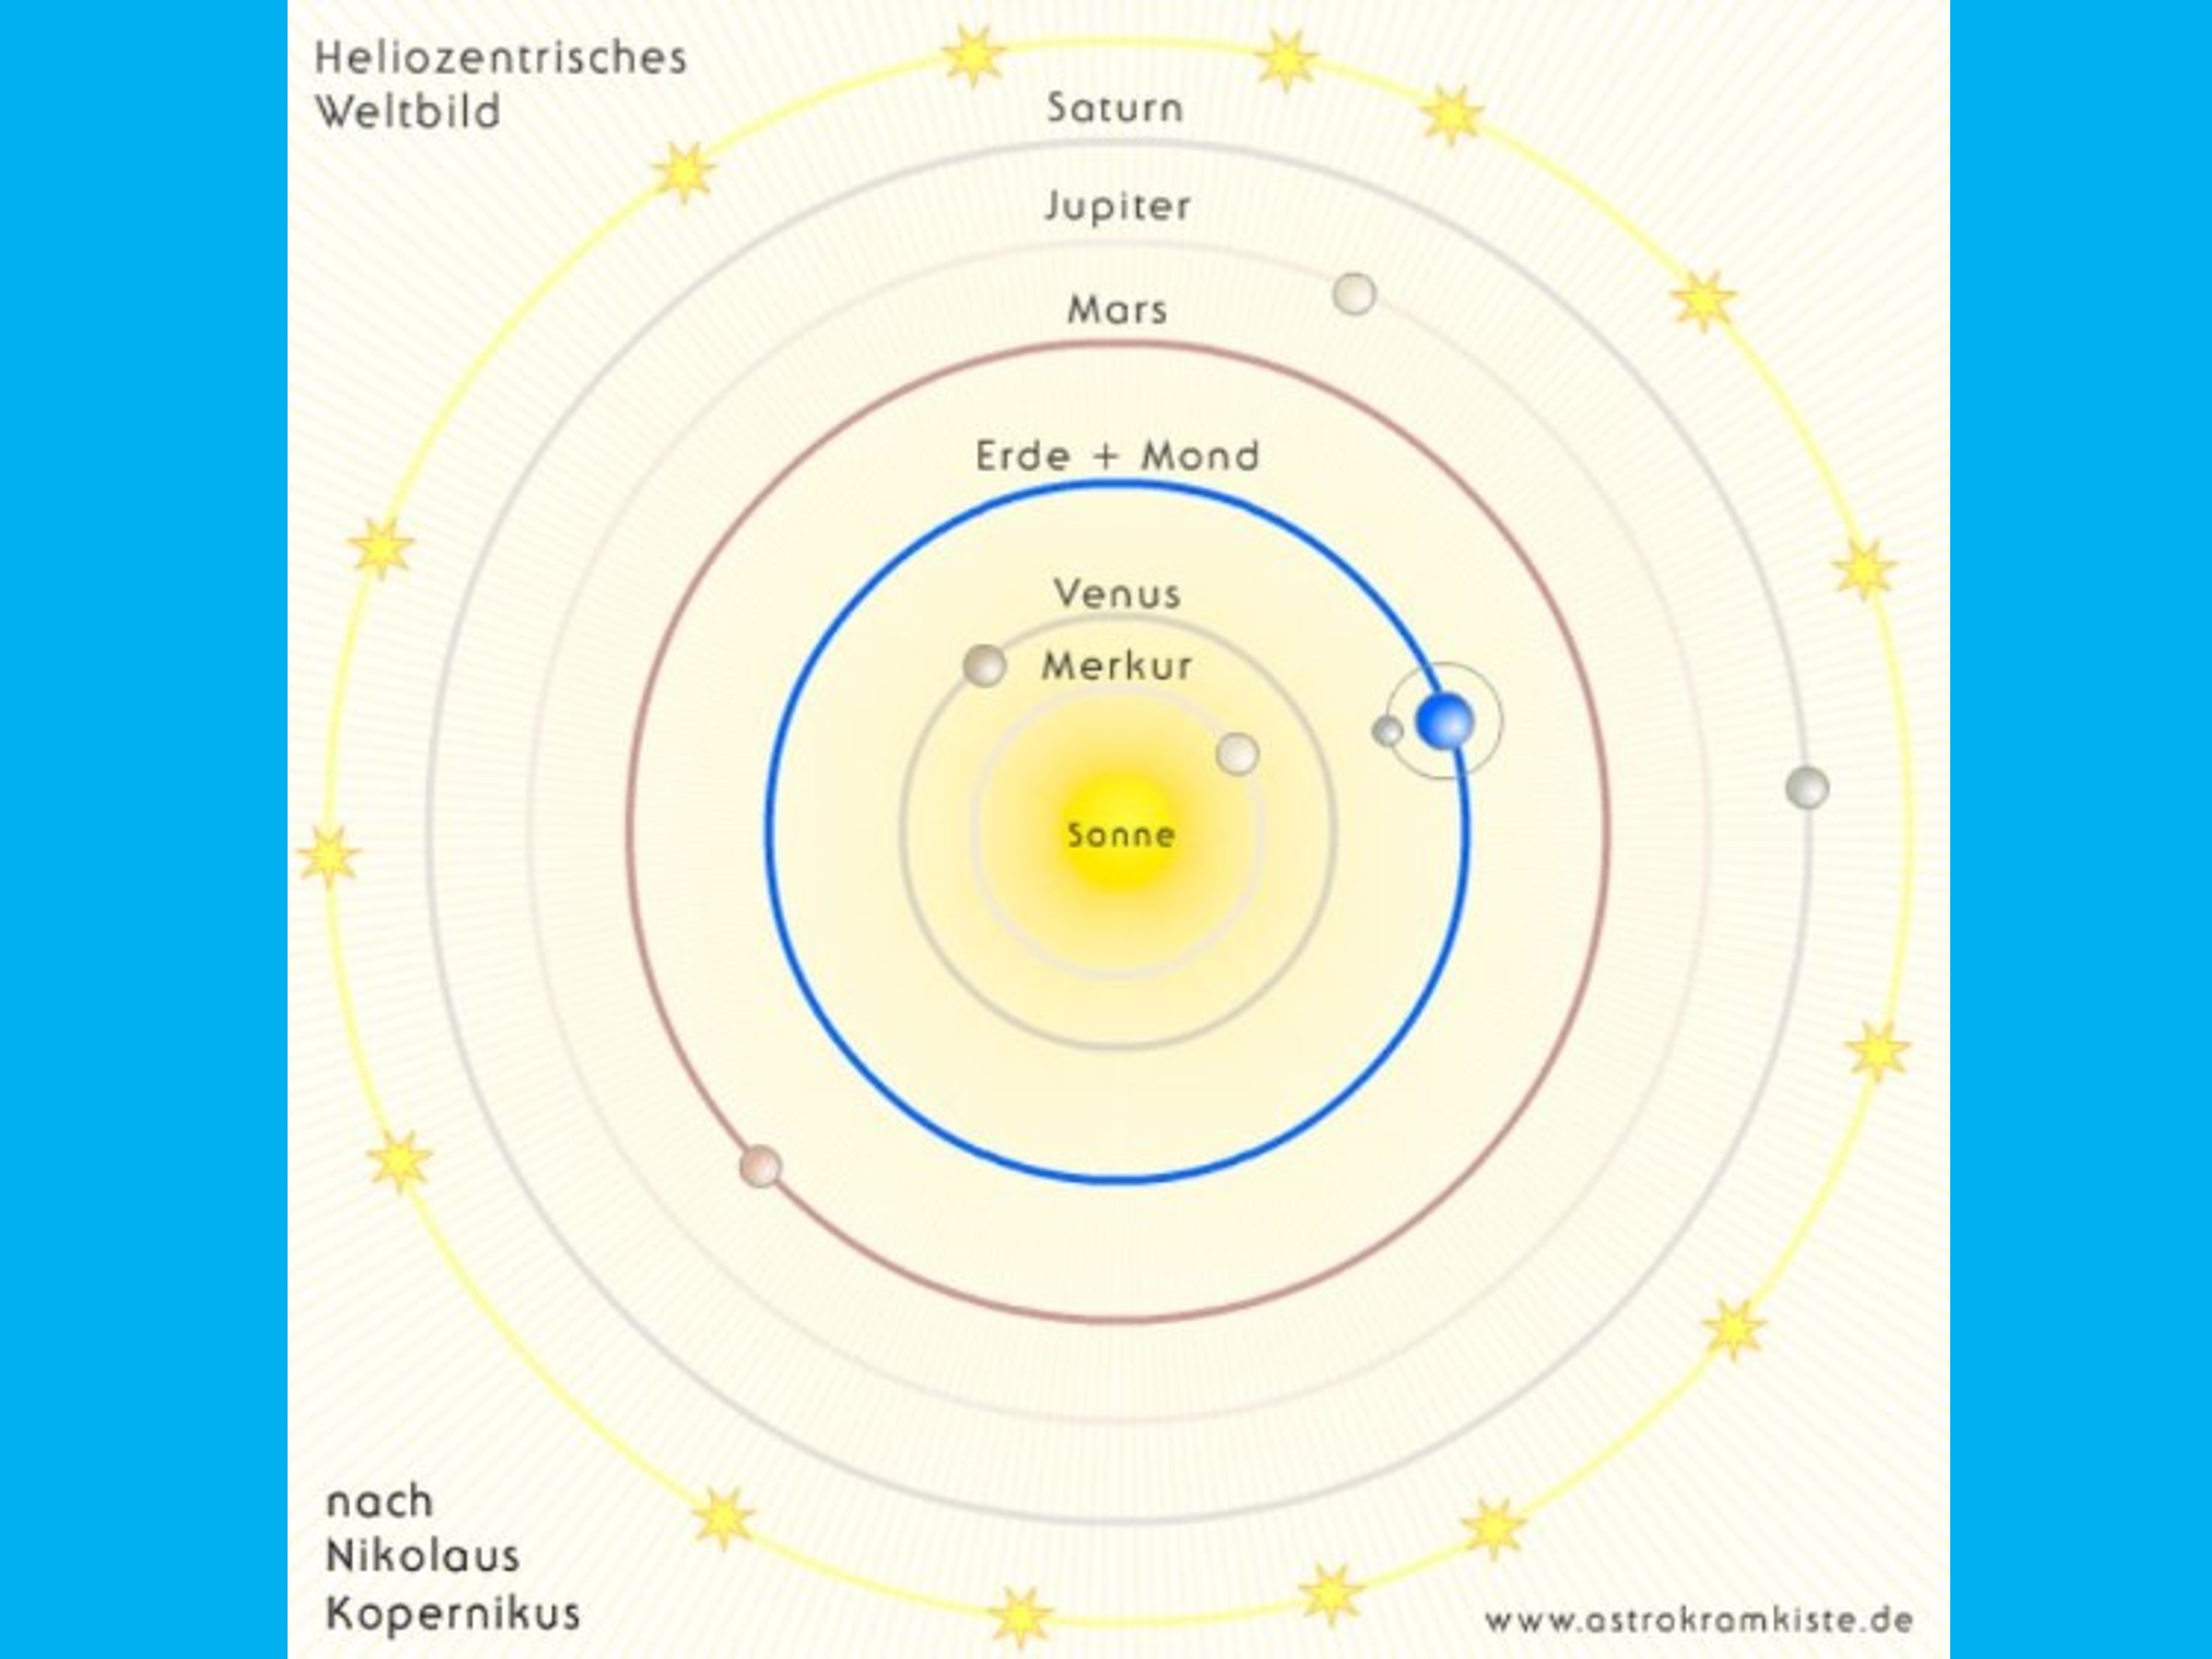 Heliozentrisches
Weltbild
Saturn
Jupiter
Mars
Erde + Mond
Venus
Merkur
Sonne
nach
Nikolaus
Kopernikus
www.astrokramkiste.de